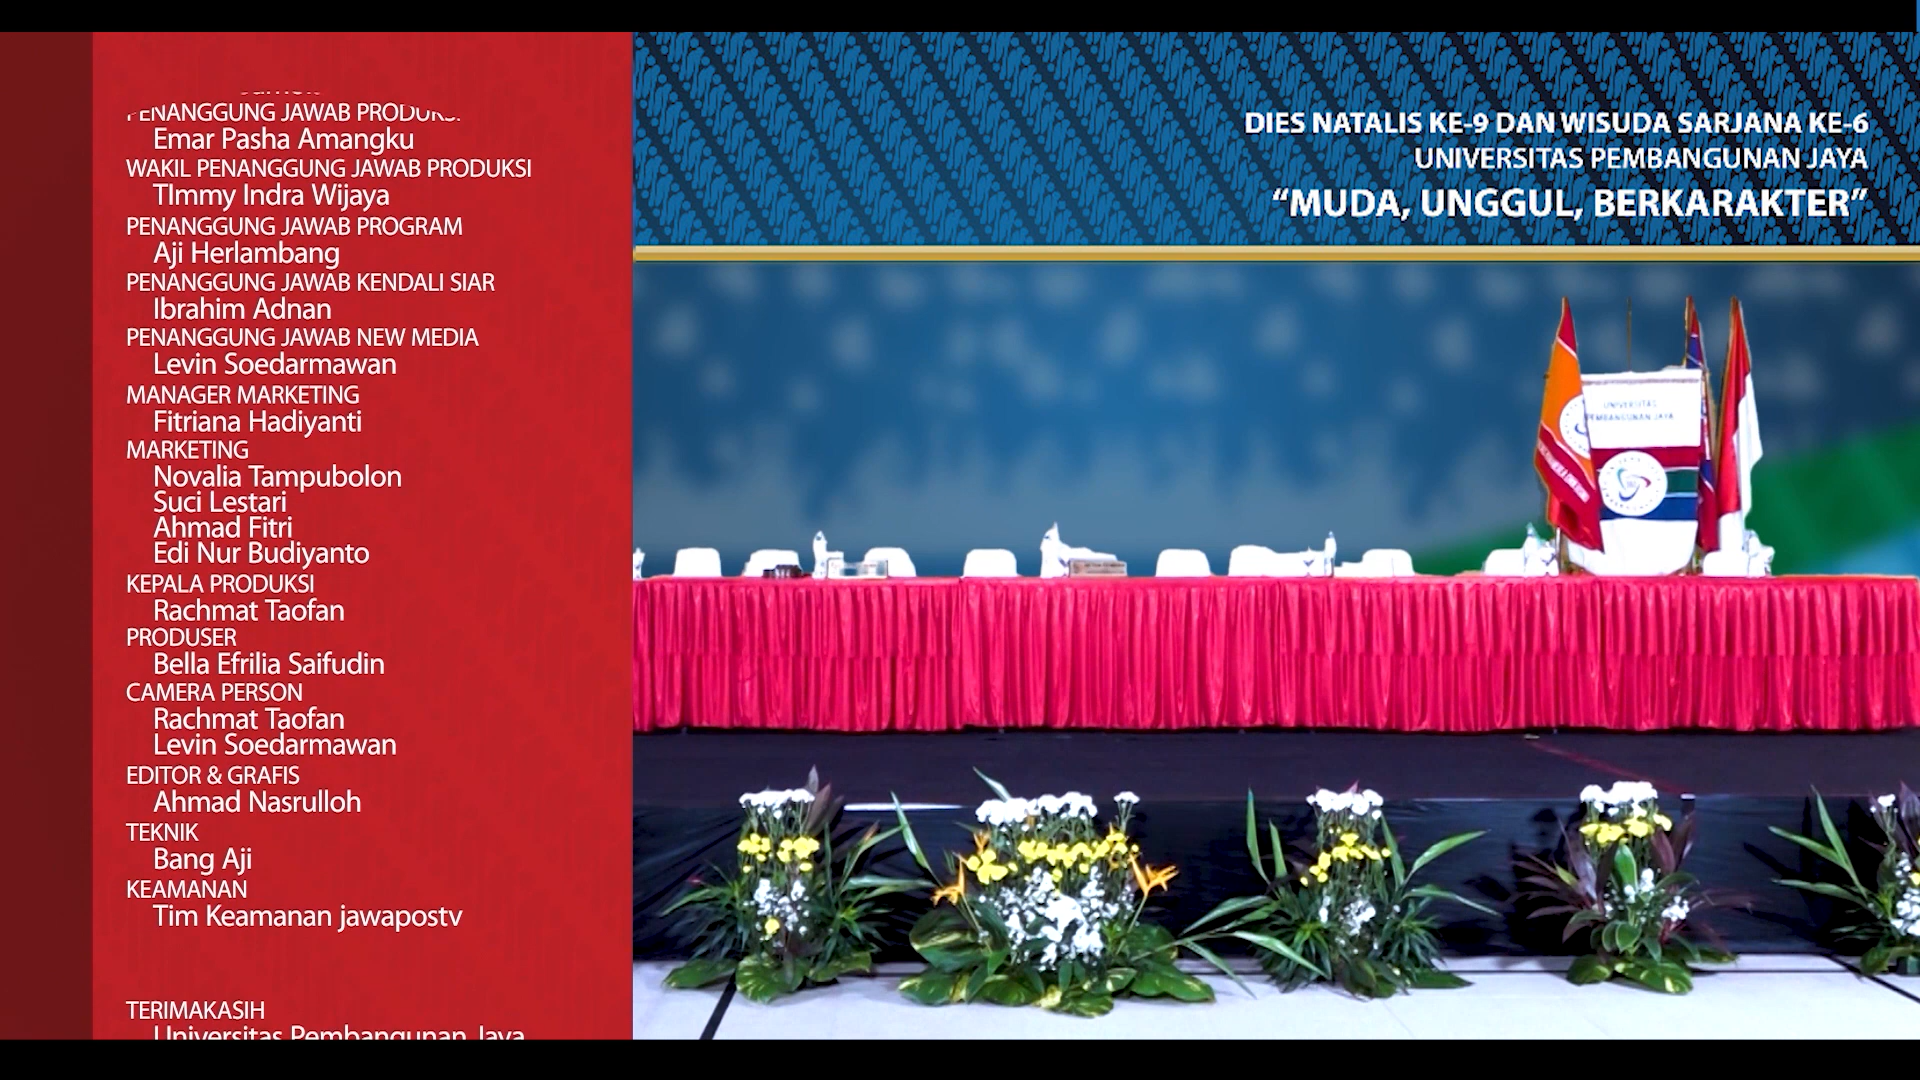 PENANGGUNG JAWAB PRODUKSI
Emar Pasha Amangku
WAKIL PENANGGUNG JAWAB PRODUKSI
TImmy Indra Wijaya
PENANGGUNG JAWAB PROGRAM
Aji Herlambang
PENANGGUNG JAWAB KENDALI SIAR
Ibrahim Adnan
PENANGGUNG JAWAB NEW MEDIA
Levin Soedarmawan
MANAGER MARKETING
Fitriana Hadiyanti
MARKETING
Novalia Tampubolon
Suci Lestari
Ahmad Fitri
Edi Nur Budiyanto
KEPALA PRODUKSI
Rachmat Taofan
PRODUSER
Bella Efrilia Saifudin
CAMERA PERSON
Rachmat Taofan
Levin Soedarmawan
EDITOR & GRAFIS
Ahmad Nasrulloh
TEKNIK
Bang Aji
KEAMANAN
Tim Keamanan jawapostv
TERIMAKASIH
Universitas Pembangunan Jaya
DIES NATALIS KE-9 DAN WISUDA SARJANA KE-6
UNIVERSITAS PEMBANGUNAN JAYA
“MUDA, UNGGUL, BERKARAKTER”
UNIVERSITAS
PEMBANGUNAN JAYA